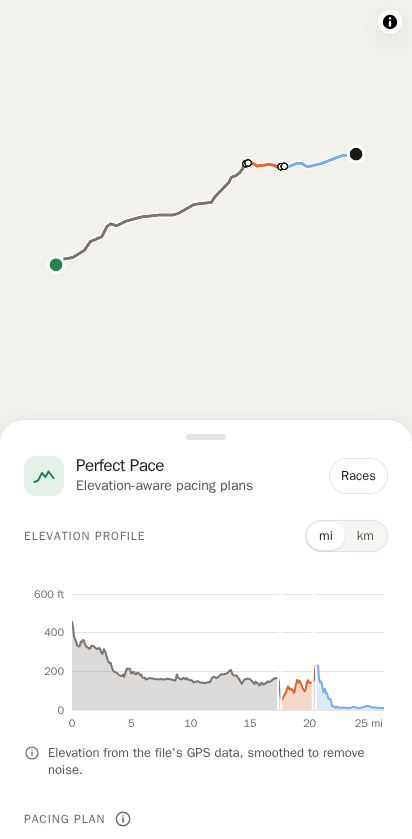 Perfect Pace
Elevation-aware pacing plans
Races
ELEVATION PROFILE
mi
km
600 ft
400
200
0
0
5
10
15
20
25 mi
Elevation from the file's GPS data, smoothed to remove
noise.
PACING PLAN